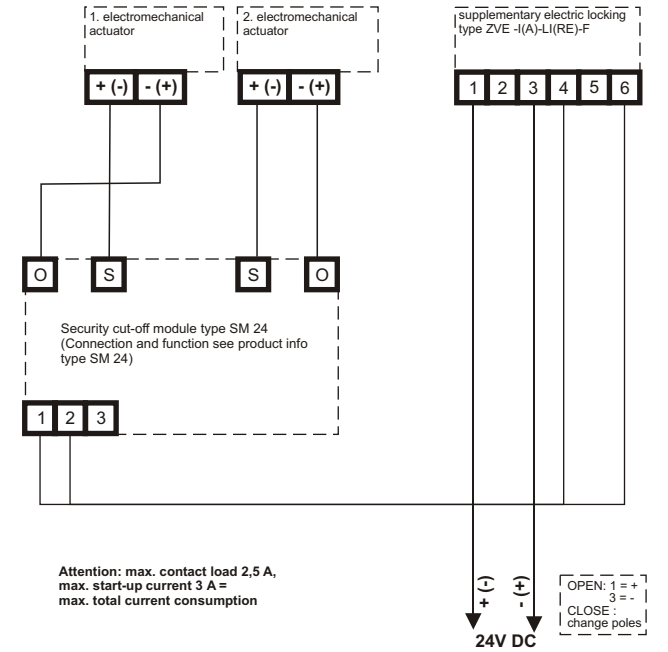 1. electromechanical
actuator
2. electromechanical
actuator
supplementary electric locking
type ZVE -I(A)-LI(RE)-F
+ (-) - (+)
+ (-) - (+)
1 2 3 4 5 6
O S S O
Security cut-off module type SM 24
(Connection and function see product info
type SM 24)
1 2 3
Attention: max. contact load 2,5 A,
max. start-up current 3 A =
max. total current consumption
+ (-)
- (+)
24V DC
OPEN: 1 = +
3 = -
CLOSE :
change poles